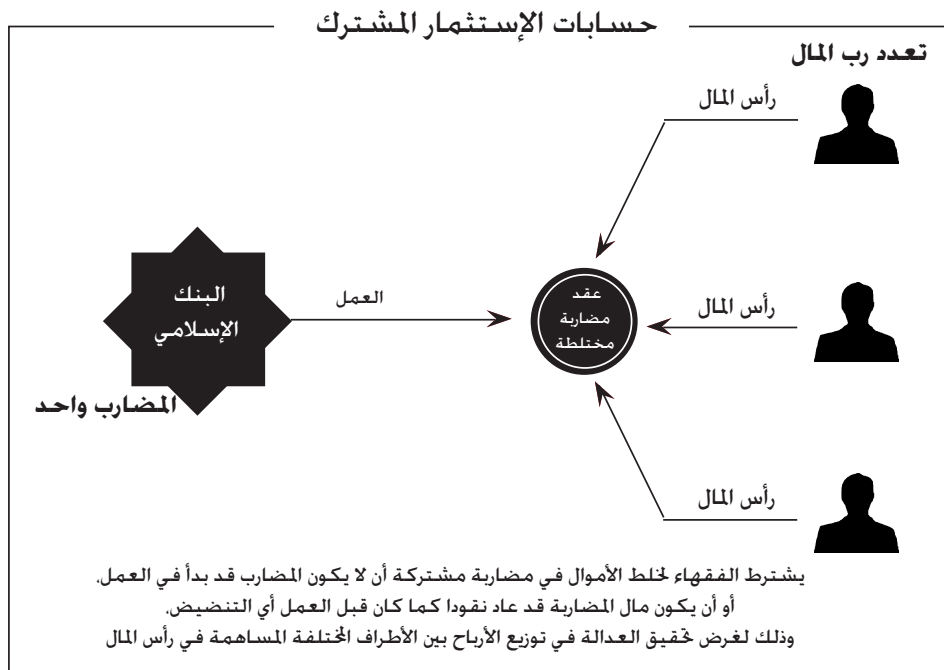 حسابات الإستثمار المشترك
تعدد رب المال
رأس المال
البنك
الإسلامي
العمل
عقد
مضاربة
مختلطة
رأس المال
المضارب واحد
رأس المال
يشترط الفقهاء لخلط الأموال في مضاربة مشتركة أن لا يكون المضارب قد بدأ في العمل،
أو أن يكون مال المضاربة قد عاد نقودا كما كان قبل العمل أي التنضيض،
وذلك لغرض تحقيق العدالة في توزيع الأرباح بين الأطراف المختلفة المساهمة في رأس المال